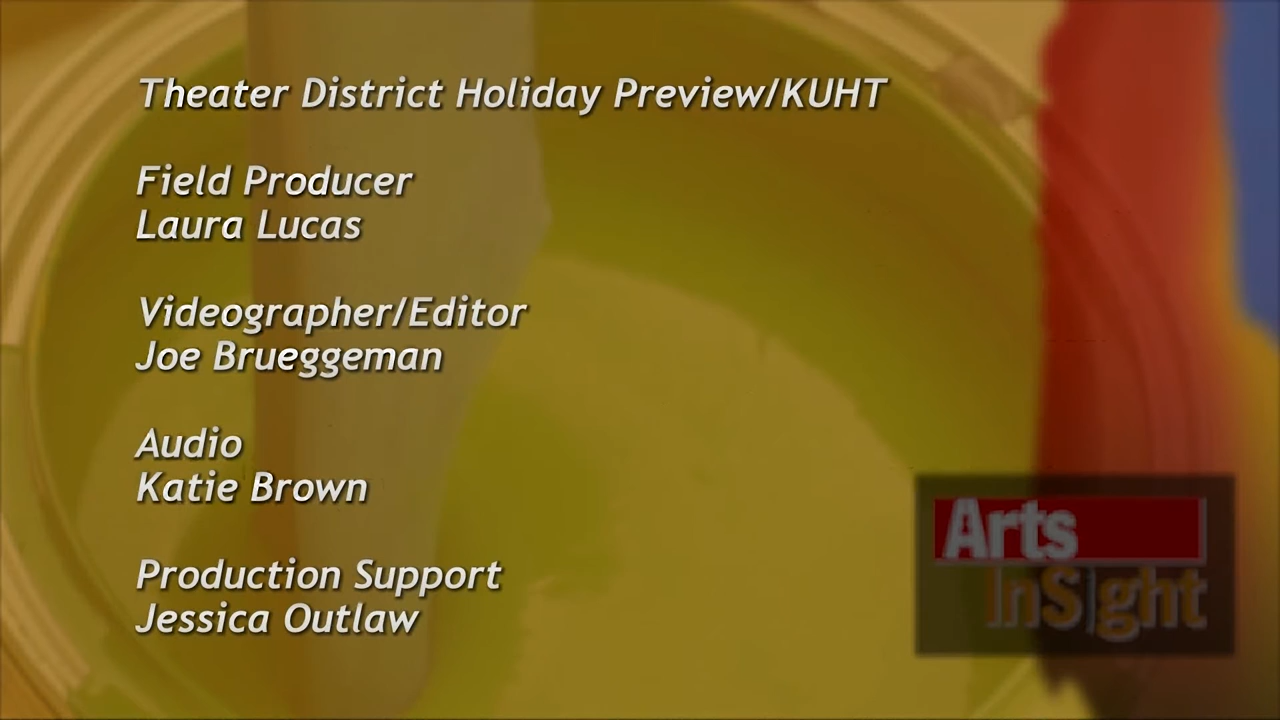 Theater District Holiday Preview/KUHT
Field Producer
Laura Lucas
Videographer/Editor
Joe Brueggeman
Audio
Katie Brown
Production Support
Jessica Outlaw
Arts
InSight